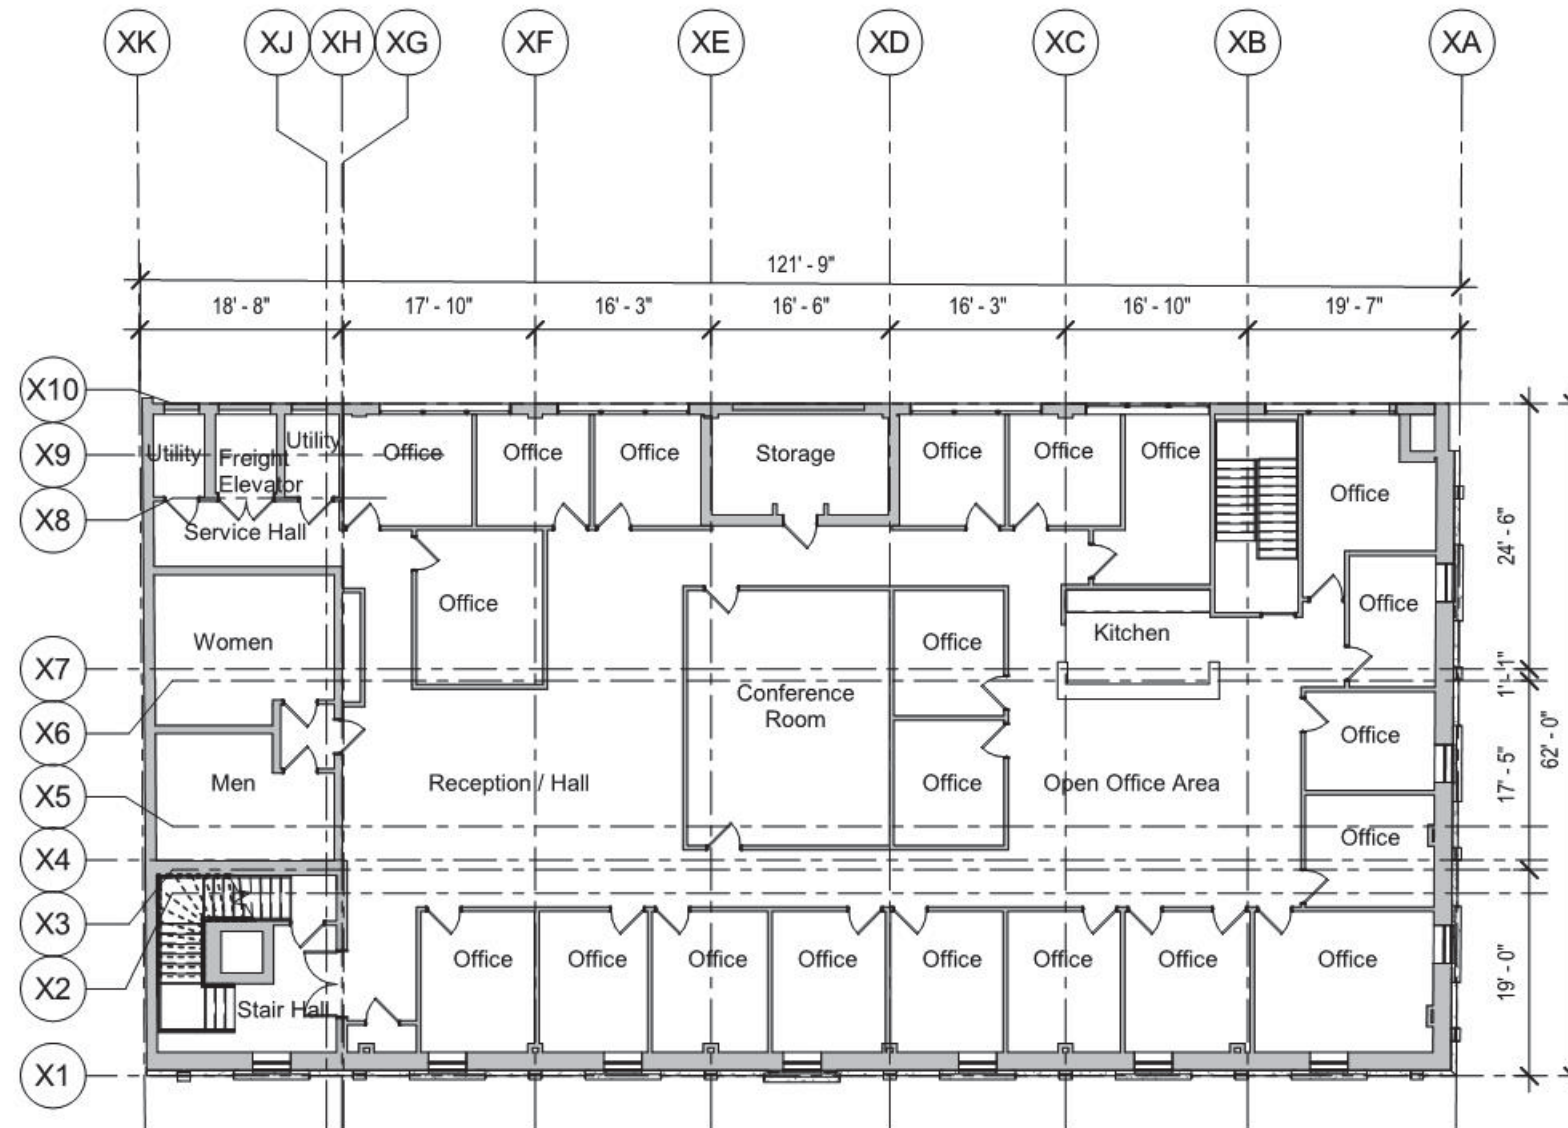 XK XJ XH XG XF XE XD XC XB XA
121' - 9"
18' - 8" 17' - 10" 16' - 3" 16' - 6" 16' - 3" 16' - 10" 19' - 7"
X10
X9
X8
X7
X6
X5
X4
X3
X2
X1
24' - 6"
1' - 1"
17' - 5"
62' - 0"
19' - 0"
Utility
Freight
Elevator
Utility
Office
Office
Office
Storage
Office
Office
Office
Office
Service Hall
Office
Office
Women
Office
Kitchen
Conference
Room
Office
Men
Reception / Hall
Office
Open Office Area
Office
Office
Office
Office
Office
Office
Office
Office
Office
Stair Hall